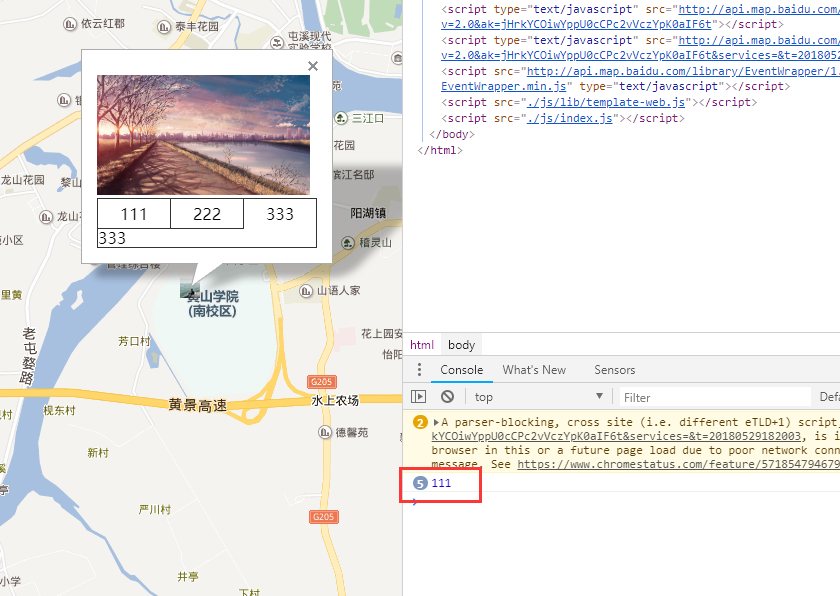 依云红郡
泰丰花园
屯溪现代
实验学校
三江口
花园
滨江名邸
龙山花园
黎山
龙山
小区
阳湖镇
稽灵山
111
222
333
333
里黄
黄山学院
(南校区)
山语人家
老屯婺路
芳口村
花上园安
怡阳
G205
黄景高速
水上农场
视东村
德馨苑
新村
严川村
G205
井亭
小学
下村
<script type="text/javascript" src="http://api.map.baidu.com/
v=2.0&ak=jHrkYCOiwYppU0cCPc2vVczYpK0aIF6t"></script>
<script type="text/javascript" src="http://api.map.baidu.com/
v=2.0&ak=jHrkYCOiwYppU0cCPc2vVczYpK0aIF6t&services=&t=201805
<script src="http://api.map.baidu.com/library/EventWrapper/1.
EventWrapper.min.js" type="text/javascript"></script>
<script src="./js/lib/template-web.js"></script>
<script src="./js/index.js"></script>
</body>
</html>
html body
Console What's New Sensors
top Filter Defa
2 A parser-blocking, cross site (i.e. different eTLD+1) script,
kYCOiwYppU0cCPc2vVczYpK0aIF6t&services=&t=20180529182003, is i
browser in this or a future page load due to poor network conn
message. See https://www.chromestatus.com/feature/571854794679
5 111